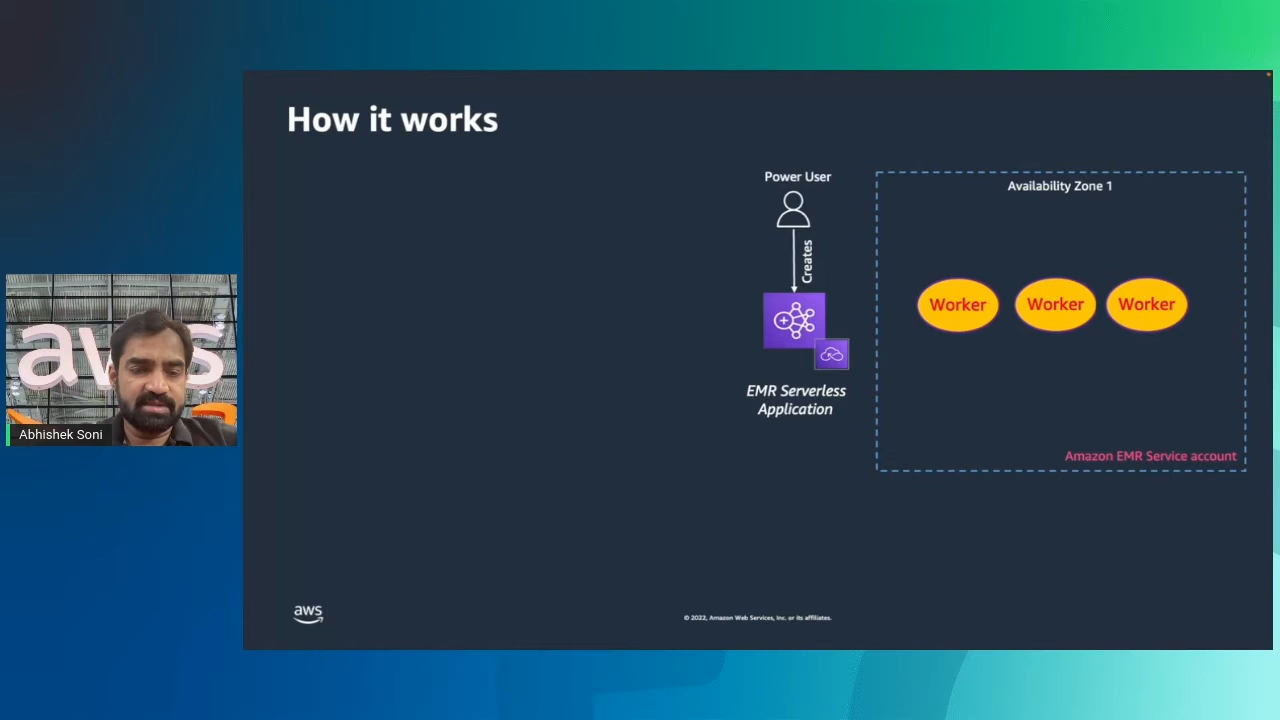 How it works
Power User
Creates
EMR Serverless
Application
Availability Zone 1
Worker Worker Worker
Amazon EMR Service account
aws
Abhishek Soni
aws
© 2022, Amazon Web Services, Inc. or its affiliates.